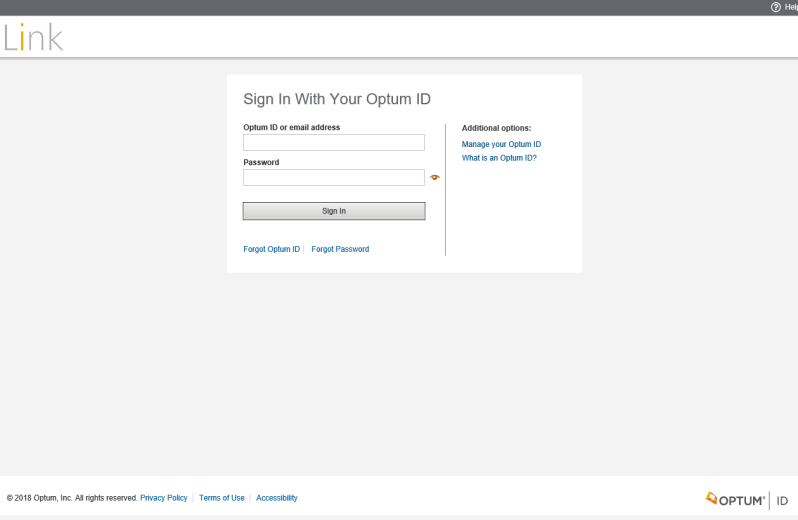 Help
Link
Sign In With Your Optum ID
Optum ID or email address
Password
Sign In
Forgot Optum ID | Forgot Password
Additional options:
Manage your Optum ID
What is an Optum ID?
© 2018 Optum, Inc. All rights reserved. Privacy Policy | Terms of Use | Accessibility
OPTUM® | ID